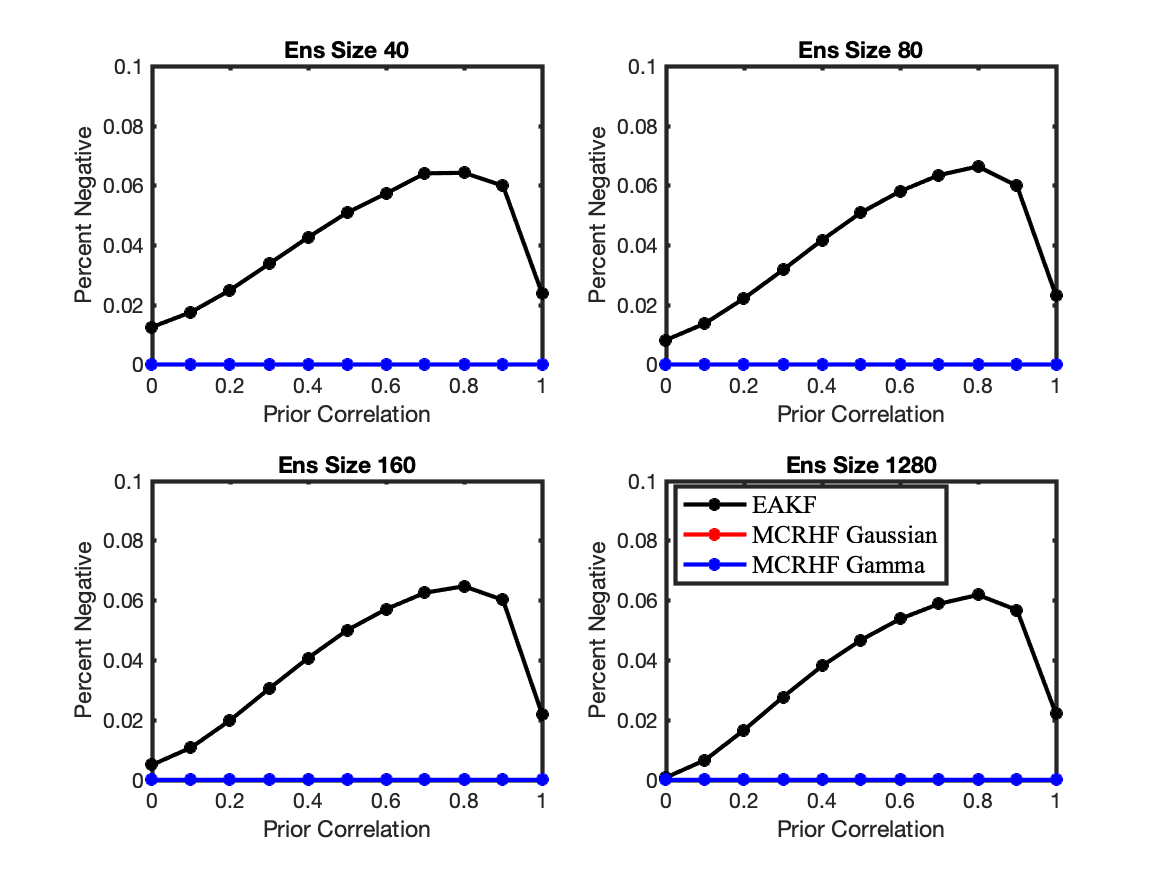 Ens Size 40
0.1
0.08
0.06
0.04
0.02
0
Percent Negative
0 0.2 0.4 0.6 0.8 1
Prior Correlation
Ens Size 80
0.1
0.08
0.06
0.04
0.02
0
Percent Negative
0 0.2 0.4 0.6 0.8 1
Prior Correlation
Ens Size 160
0.1
0.08
0.06
0.04
0.02
0
Percent Negative
0 0.2 0.4 0.6 0.8 1
Prior Correlation
Ens Size 1280
0.1
0.08
0.06
0.04
0.02
0
Percent Negative
EAKF
MCRHF Gaussian
MCRHF Gamma
0 0.2 0.4 0.6 0.8 1
Prior Correlation